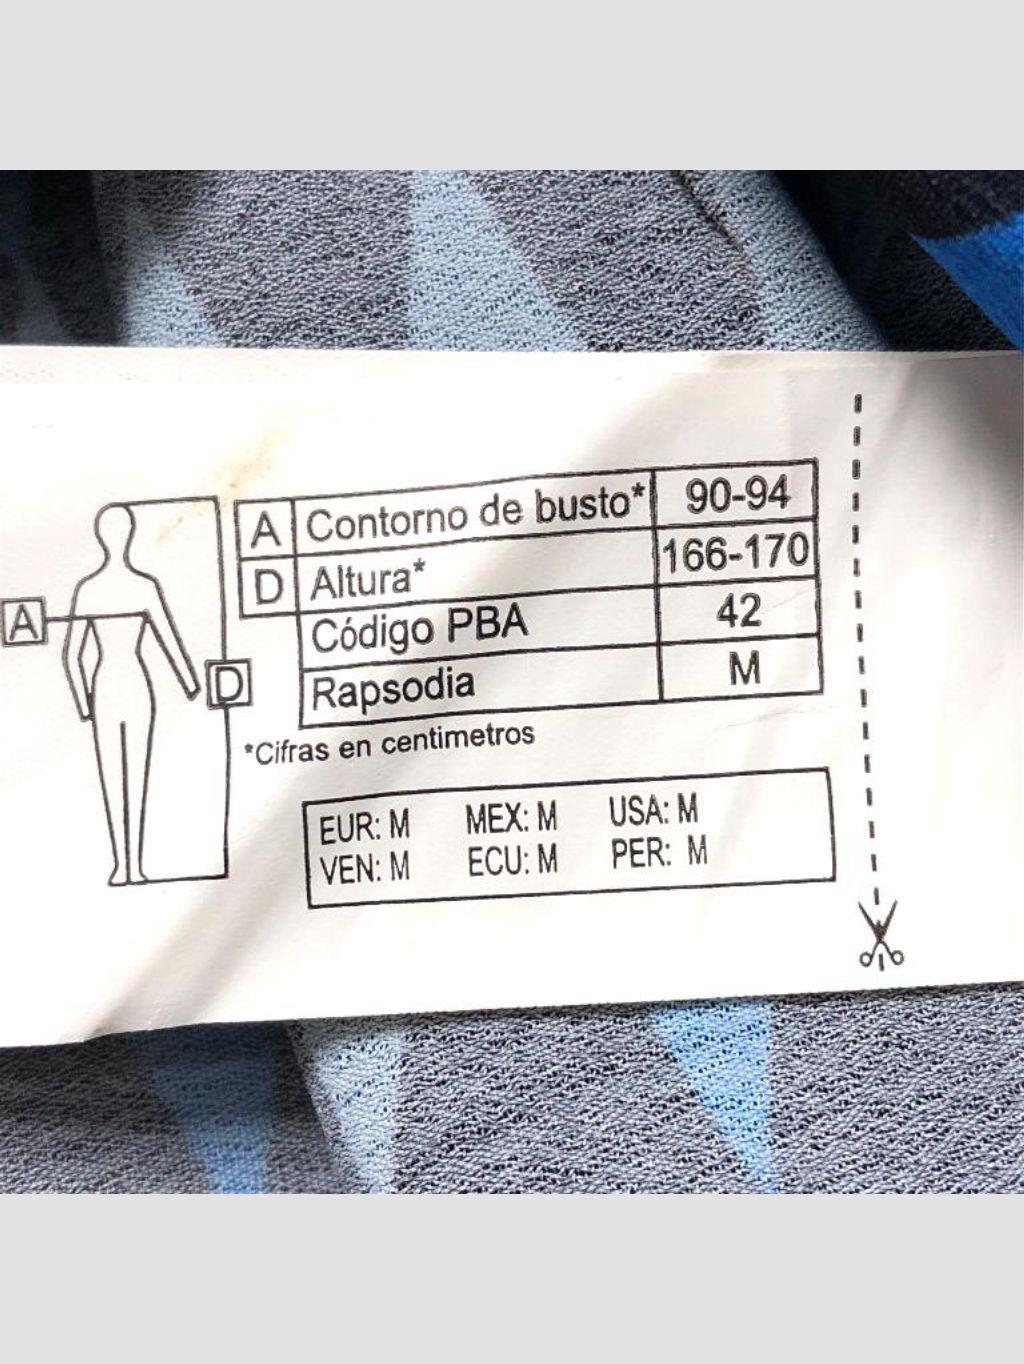 A Contorno de busto* 90-94
D Altura* 166-170
Código PBA 42
Rapsodia M
*Cifras en centimetros
A
D
EUR: M MEX: M USA: M
VEN: M ECU: M PER: M